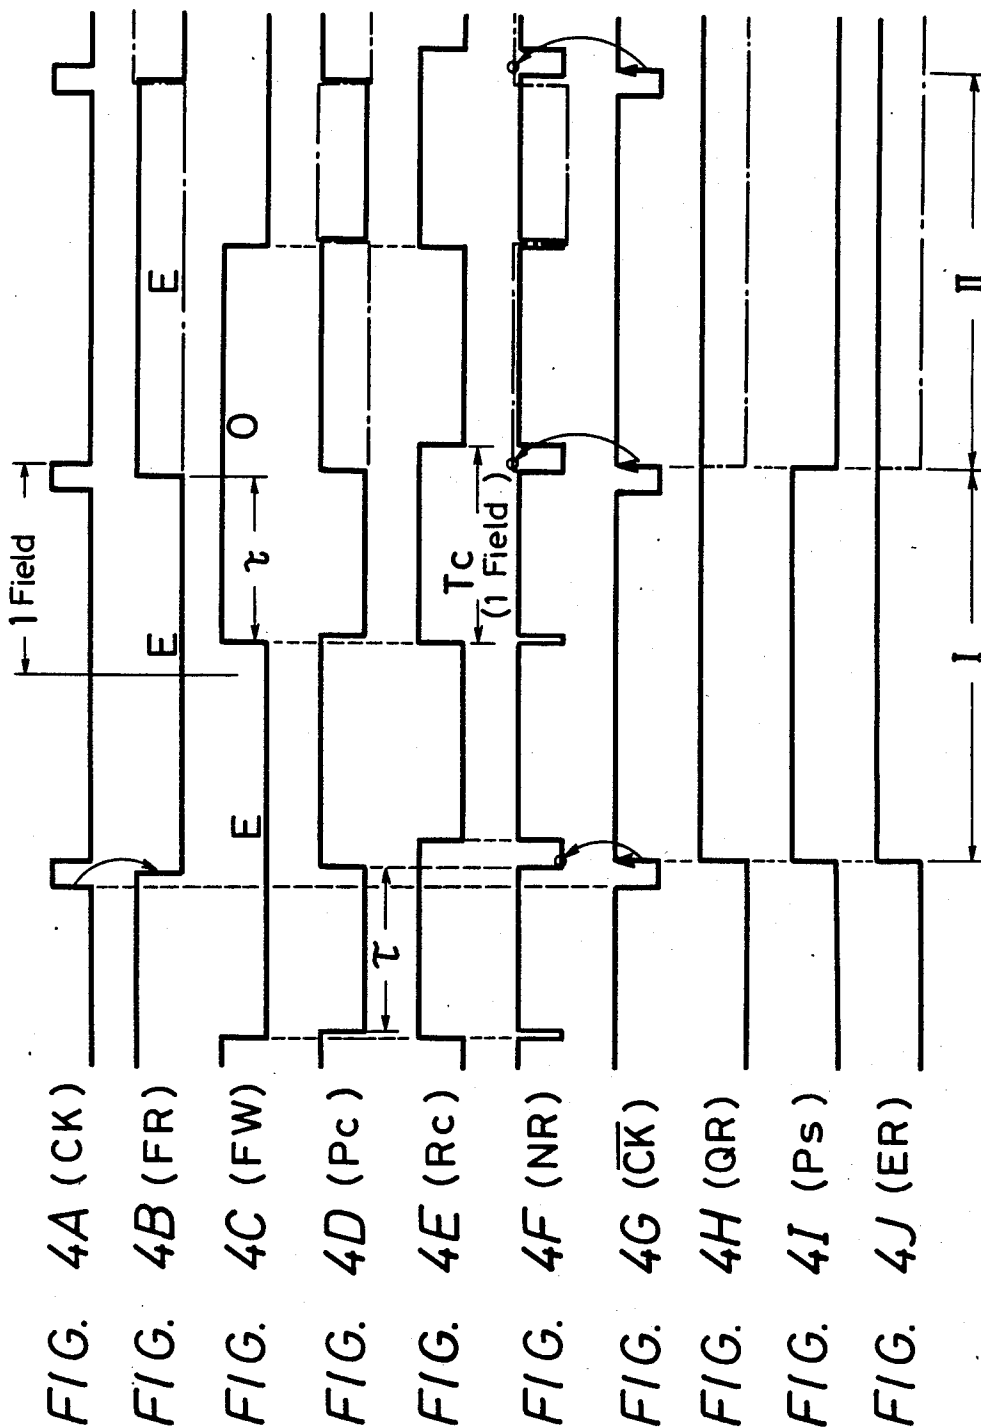 FIG. 4A (CK)
1 Field
FIG. 4B (FR)
E
E
FIG. 4C (FW)
E
τ
O
FIG. 4D (Pc)
τ
FIG. 4E (Rc)
Tc
(1 Field)
FIG. 4F (NR)
FIG. 4G (C̅K̅)
FIG. 4H (QR)
FIG. 4I (Ps)
FIG. 4J (ER)
I
II